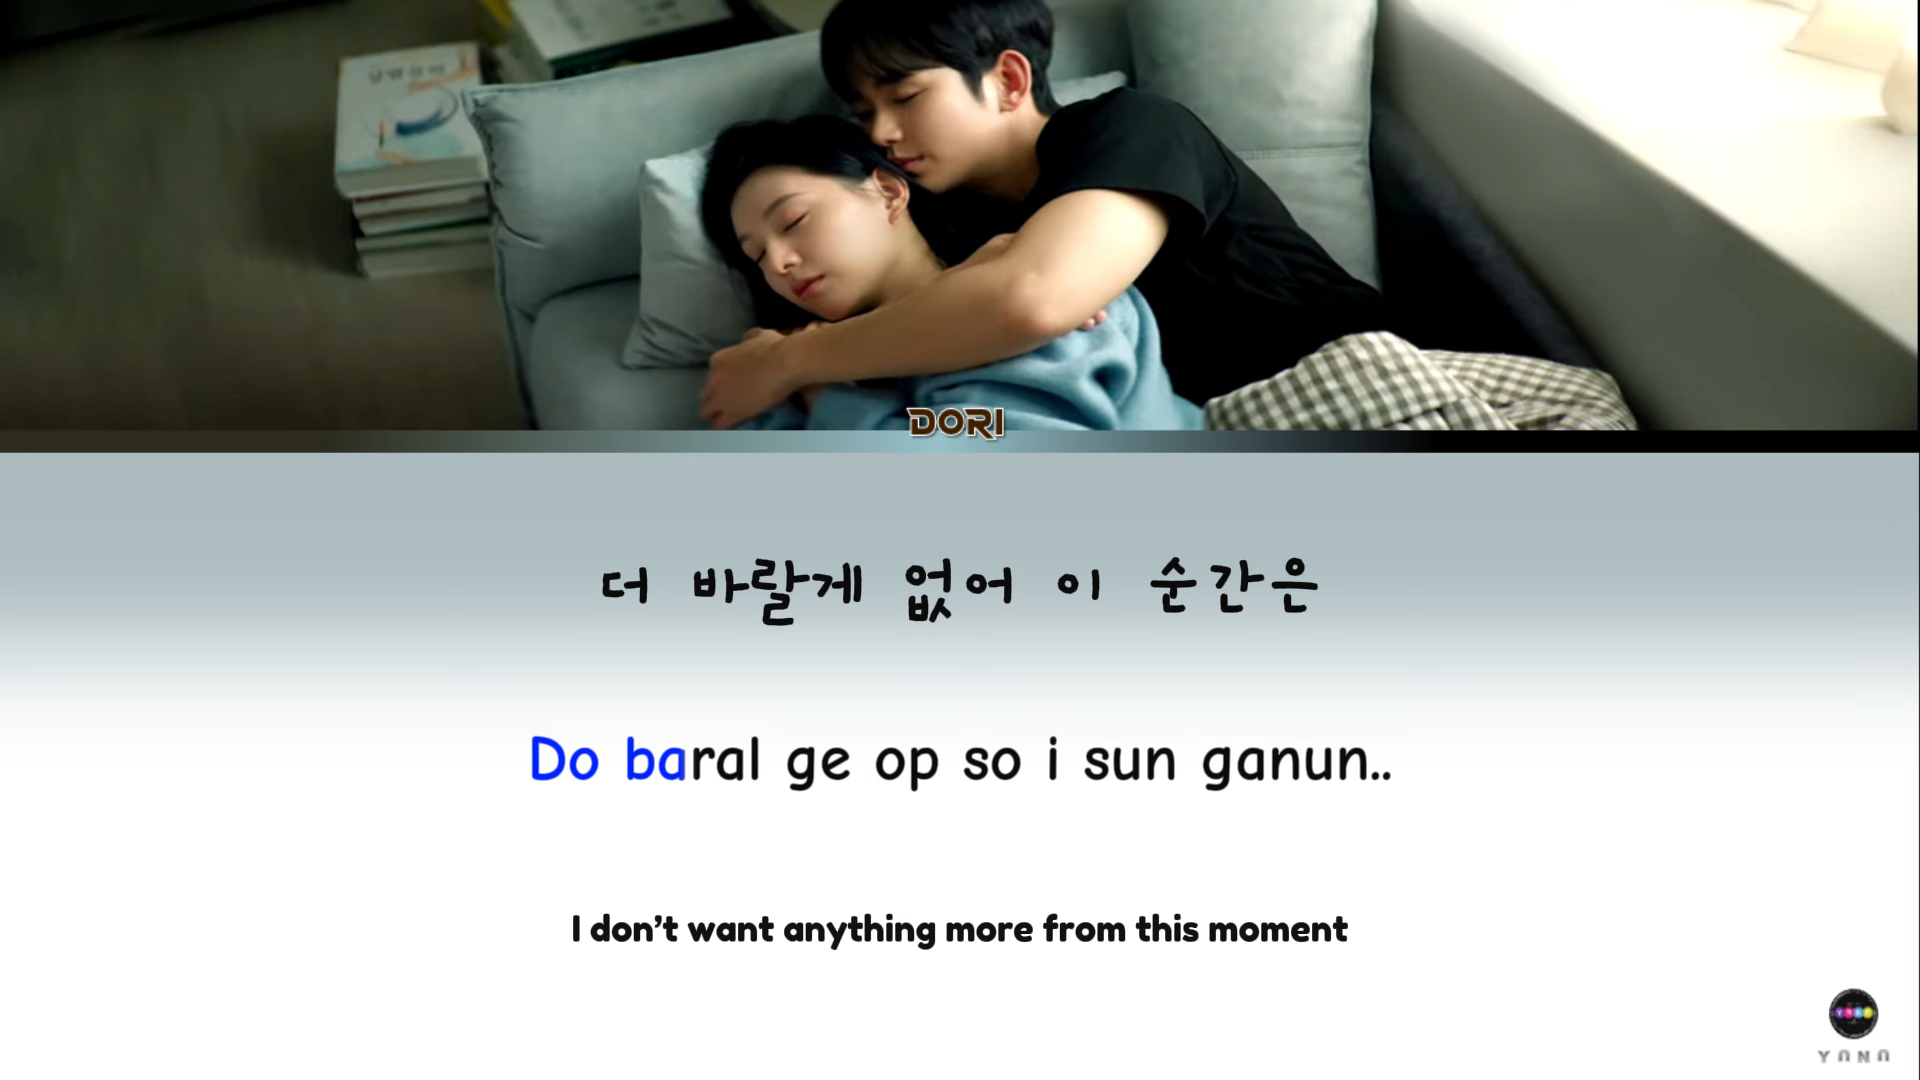 DORI
더 바랄게 없어 이 순간은
Do baral ge op so i sun ganun..
I don't want anything more from this moment
YANA